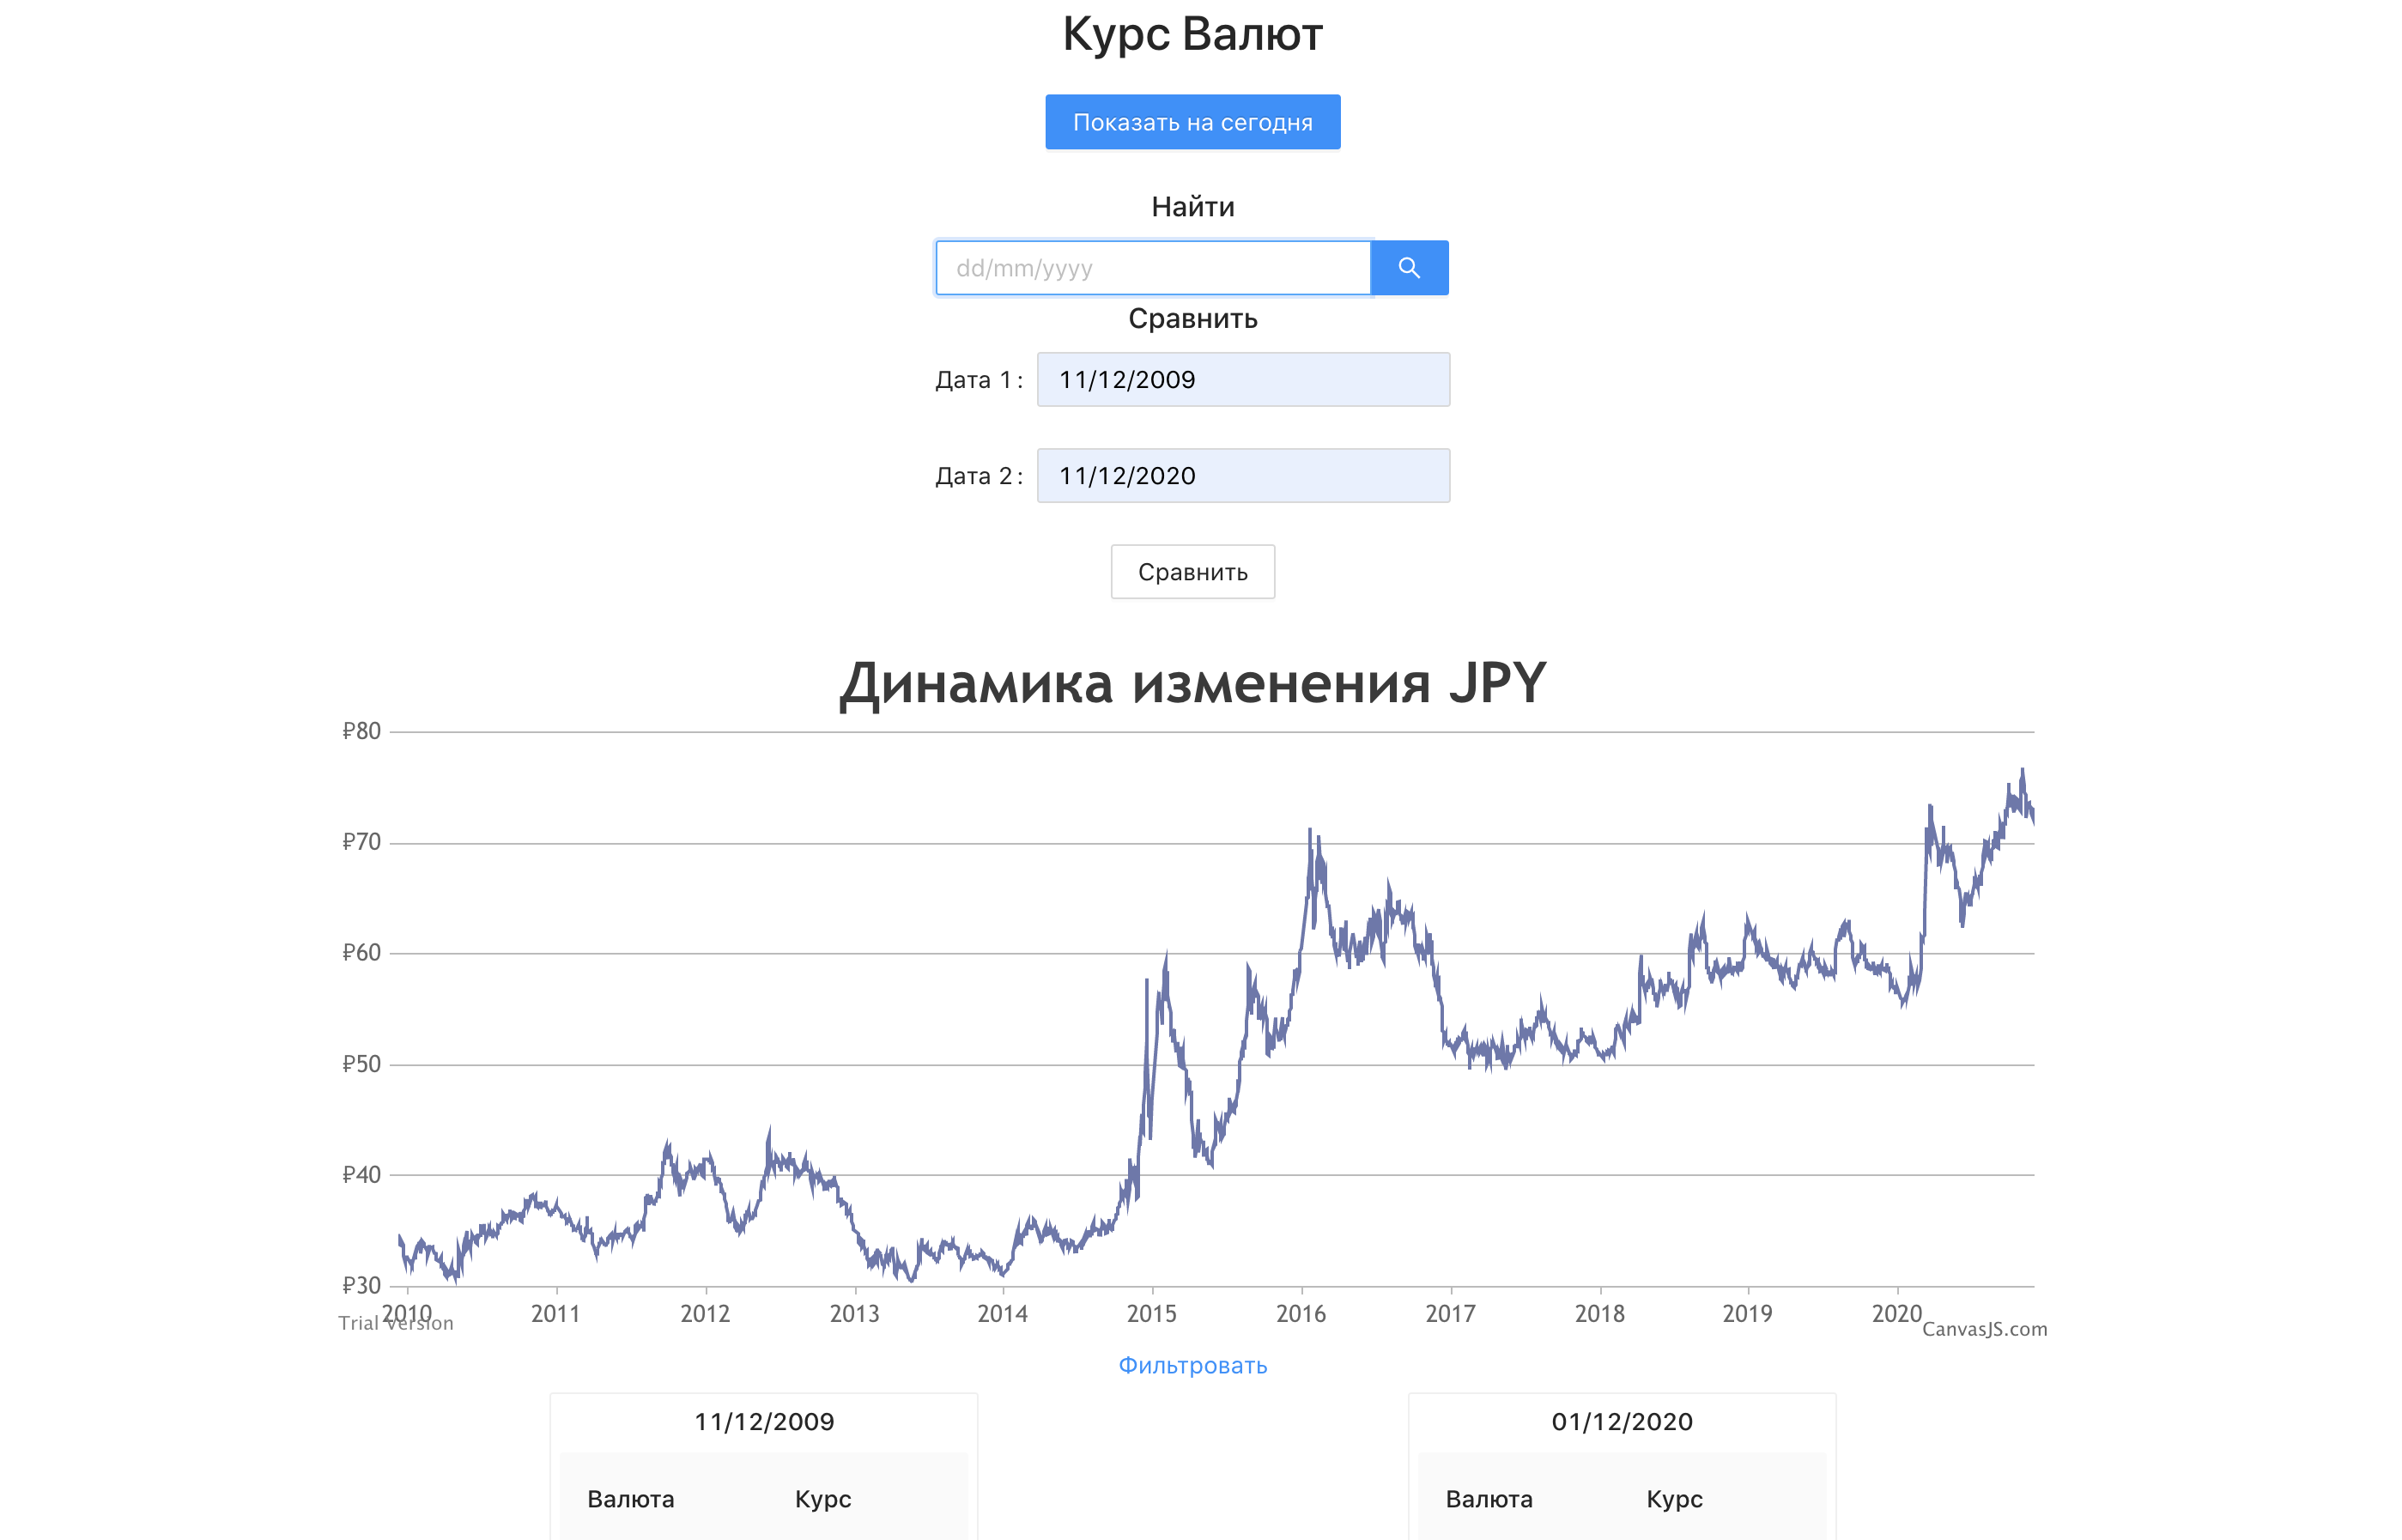 Курс Валют
Показать на сегодня
Найти
dd/mm/yyyy
Сравнить
Дата 1 : 11/12/2009
Дата 2 : 11/12/2020
Сравнить
Динамика изменения JPY
₽80
₽70
₽60
₽50
₽40
₽30
2010 2011 2012 2013 2014 2015 2016 2017 2018 2019 2020
Trial Version
CanvasJS.com
Фильтровать
11/12/2009 01/12/2020
Валюта Курс Валюта Курс